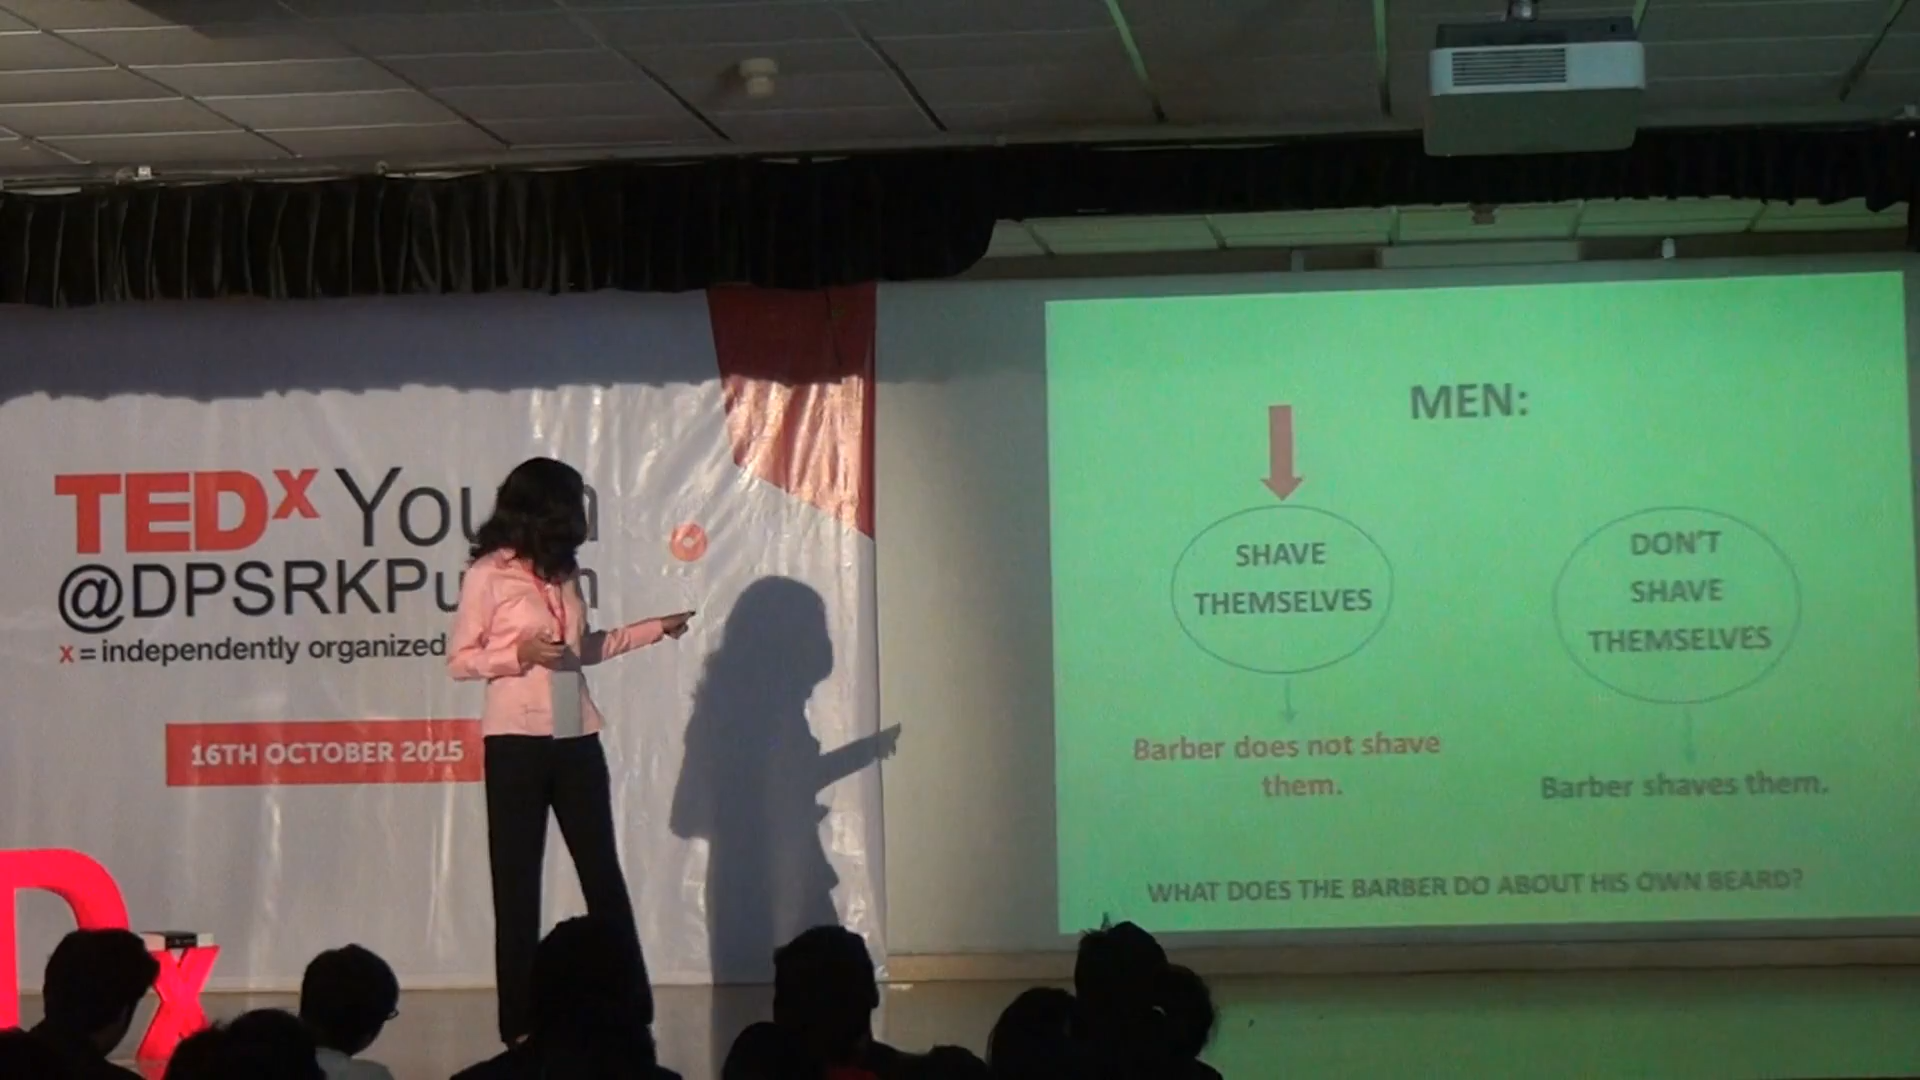 TEDx
@DPSRKPu
x = independently organized
16TH OCTOBER 2015
x
MEN:
SHAVE
THEMSELVES
DON'T
SHAVE
THEMSELVES
Barber does not shave
them.
Barber shaves them.
WHAT DOES THE BARBER DO ABOUT HIS OWN BEARD?